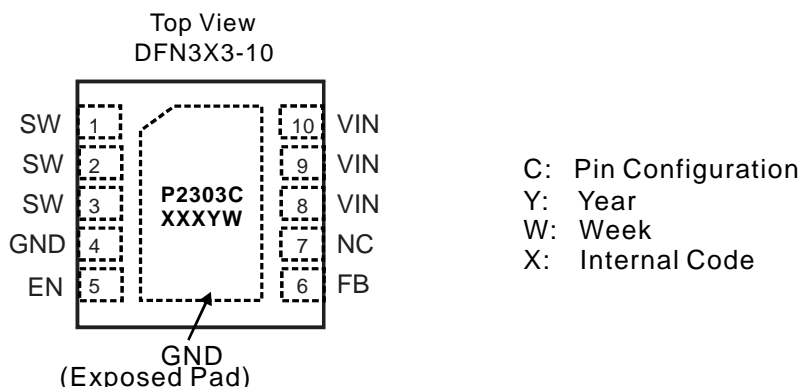 Top View
DFN3X3-10
SW 1 10 VIN
SW 2 9 VIN
SW 3 8 VIN
GND 4 7 NC
EN 5 6 FB
P2303C
XXXYW
GND
(Exposed Pad)
C: Pin Configuration
Y: Year
W: Week
X: Internal Code